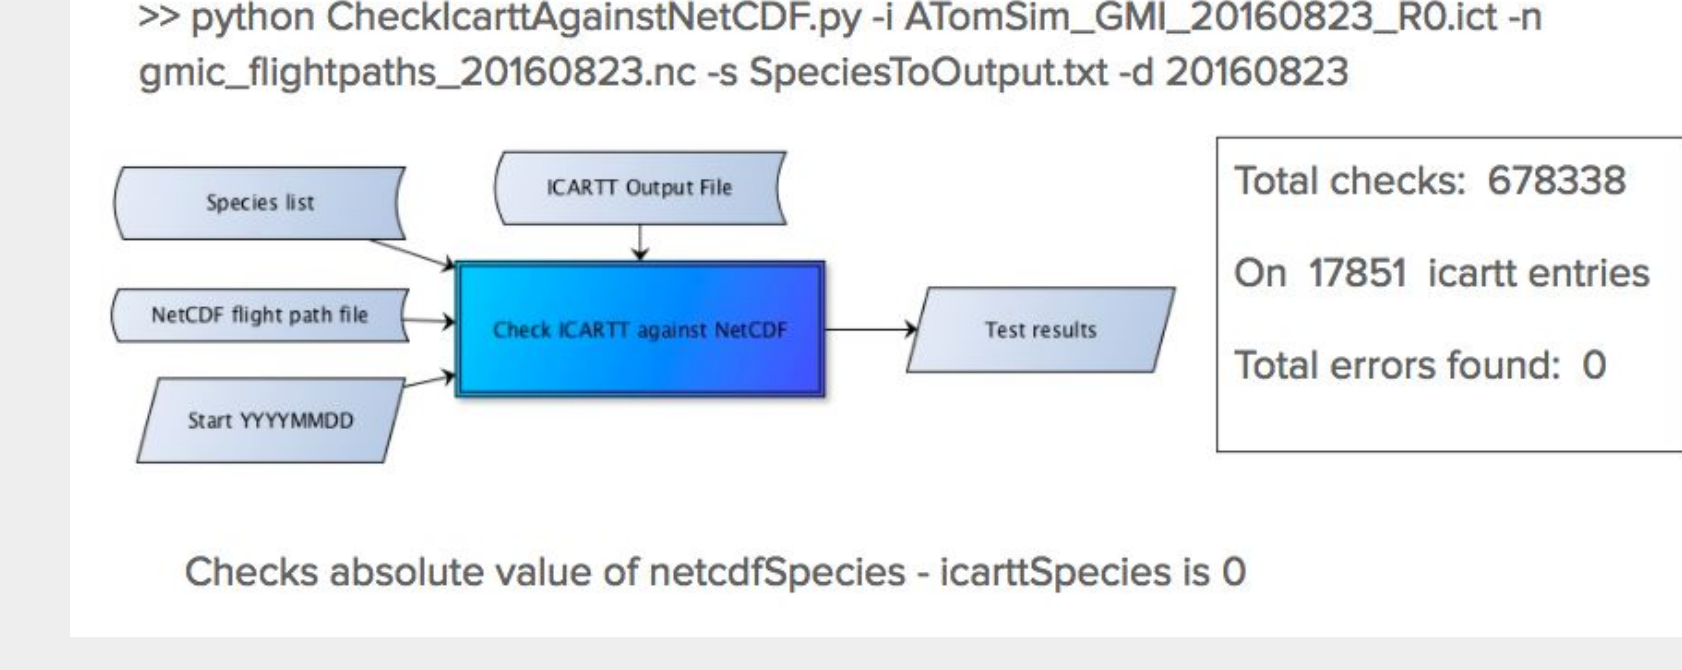 >> python CheckIcarttAgainstNetCDF.py -i ATomSim_GMI_20160823_R0.ict -n
gmic_flightpaths_20160823.nc -s SpeciesToOutput.txt -d 20160823
Species list
ICARTT Output File
NetCDF flight path file
Check ICARTT against NetCDF
Test results
Start YYYYMMDD
Total checks: 678338
On 17851 icartt entries
Total errors found: 0
Checks absolute value of netcdfSpecies - icarttSpecies is 0